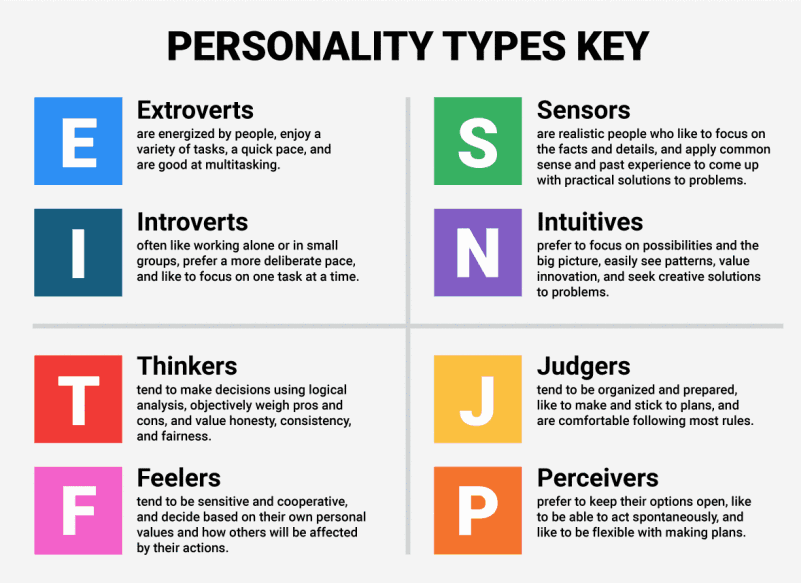 PERSONALITY TYPES KEY
E
Extroverts
are energized by people, enjoy a
variety of tasks, a quick pace, and
are good at multitasking.
I
Introverts
often like working alone or in small
groups, prefer a more deliberate pace,
and like to focus on one task at a time.
S
Sensors
are realistic people who like to focus on
the facts and details, and apply common
sense and past experience to come up
with practical solutions to problems.
N
Intuitives
prefer to focus on possibilities and the
big picture, easily see patterns, value
innovation, and seek creative solutions
to problems.
T
Thinkers
tend to make decisions using logical
analysis, objectively weigh pros and
cons, and value honesty, consistency,
and fairness.
F
Feelers
tend to be sensitive and cooperative,
and decide based on their own personal
values and how others will be affected
by their actions.
J
Judgers
tend to be organized and prepared,
like to make and stick to plans, and
are comfortable following most rules.
P
Perceivers
prefer to keep their options open, like
to be able to act spontaneously, and
like to be flexible with making plans.